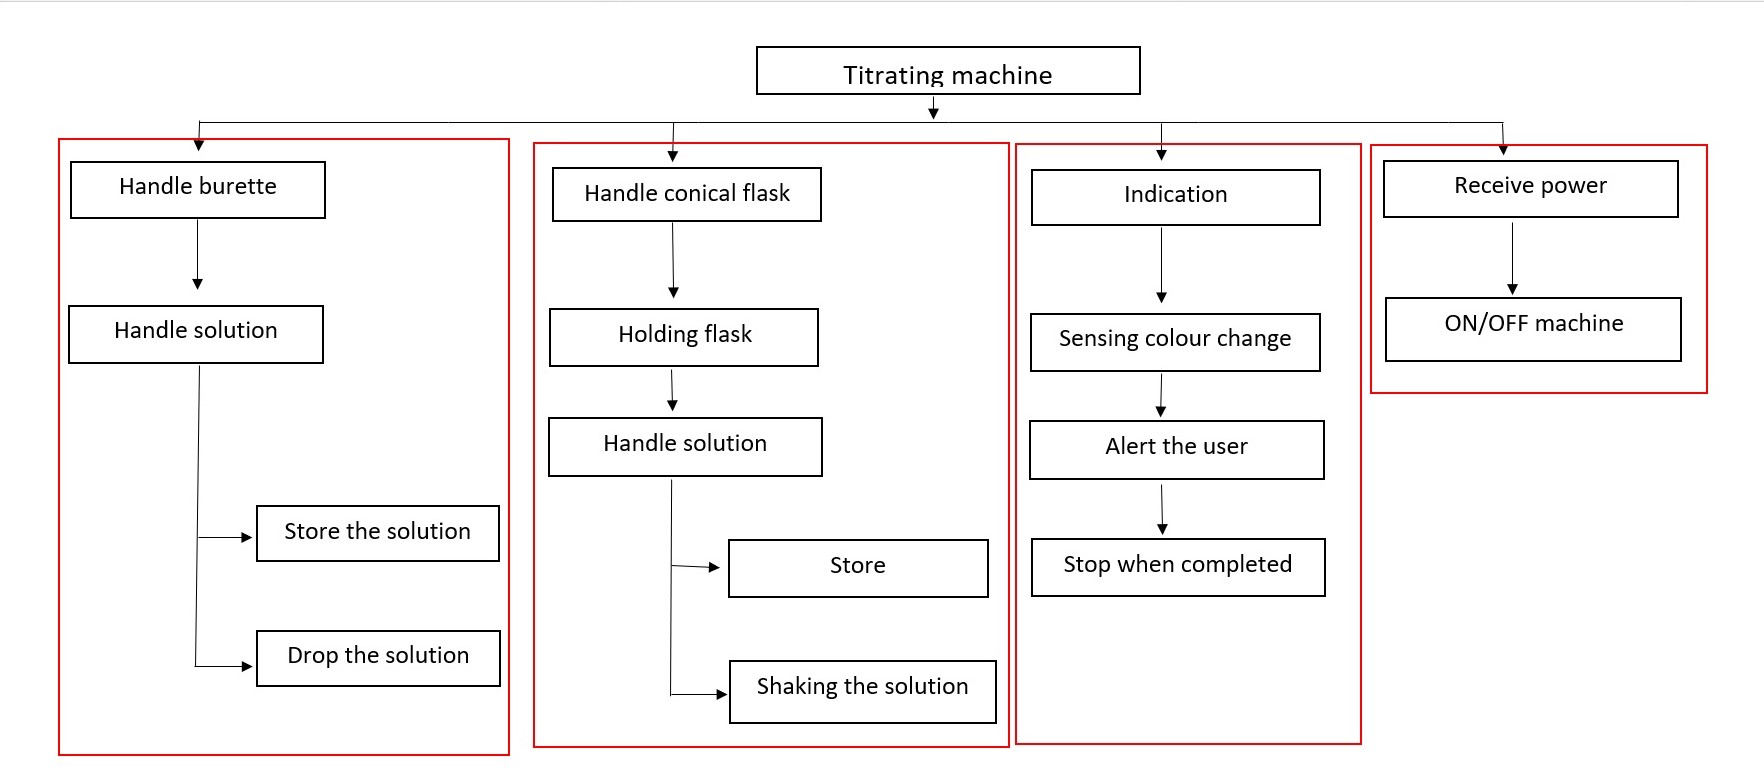 Titrating machine
Handle burette
Handle solution
Store the solution
Drop the solution
Handle conical flask
Holding flask
Handle solution
Store
Shaking the solution
Indication
Sensing colour change
Alert the user
Stop when completed
Receive power
ON/OFF machine